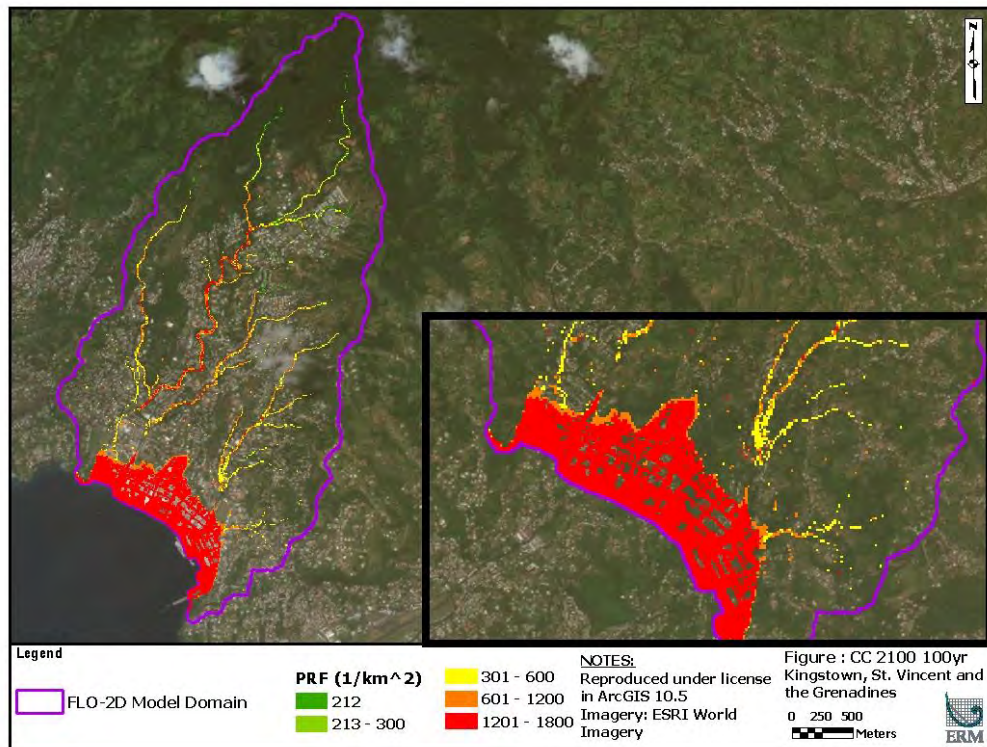 N
Legend
FLO-2D Model Domain
PRF (1/km^2)
212
213 - 300
301 - 600
601 - 1200
1201 - 1800
NOTES:
Reproduced under license
in ArcGIS 10.5
Imagery: ESRI World
Imagery
Figure : CC 2100 100yr
Kingstown, St. Vincent and
the Grenadines
0 250 500
Meters
ERM